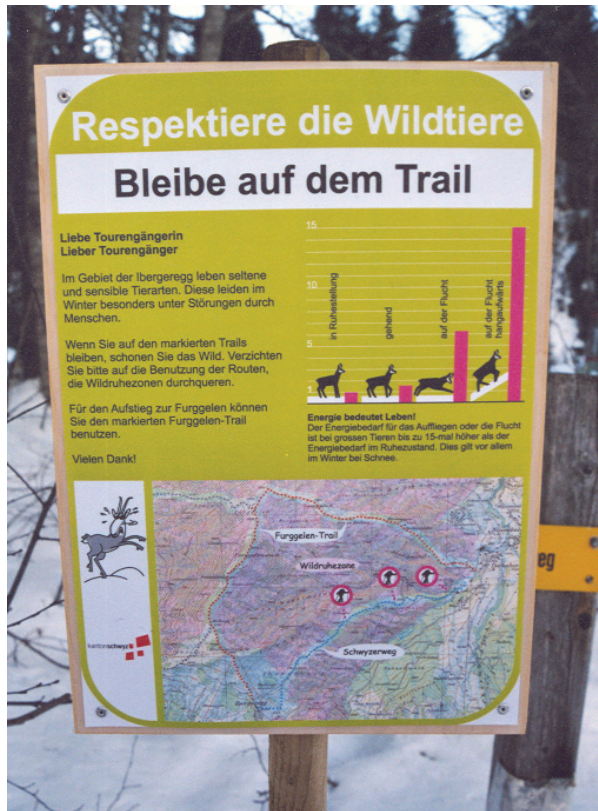 Respektiere die Wildtiere
Bleibe auf dem Trail
Liebe Tourengängerin
Lieber Tourengänger
Im Gebiet der Ibergeregg leben seltene
und sensible Tierarten. Diese leiden im
Winter besonders unter Störungen durch
Menschen.
Wenn Sie auf den markierten Trails
bleiben, schonen Sie das Wild. Verzichten
Sie bitte auf die Benutzung der Routen,
die Wildruhezonen durchqueren.
Für den Aufstieg zur Furggelen können
Sie den markierten Furggelen-Trail
benutzen.
Vielen Dank!
15
10
5
1
in Ruhestellung
gehend
auf der Flucht
auf der Flucht
hangaufwärts
Energie bedeutet Leben!
Der Energiebedarf für das Auffliegen oder die Flucht
ist bei grossen Tieren bis zu 15-mal höher als der
Energiebedarf im Ruhezustand. Dies gilt vor allem
im Winter bei Schnee.
Furggelen-Trail
Wildruhezone
Schwyzerweg
kantonschwyz
eg